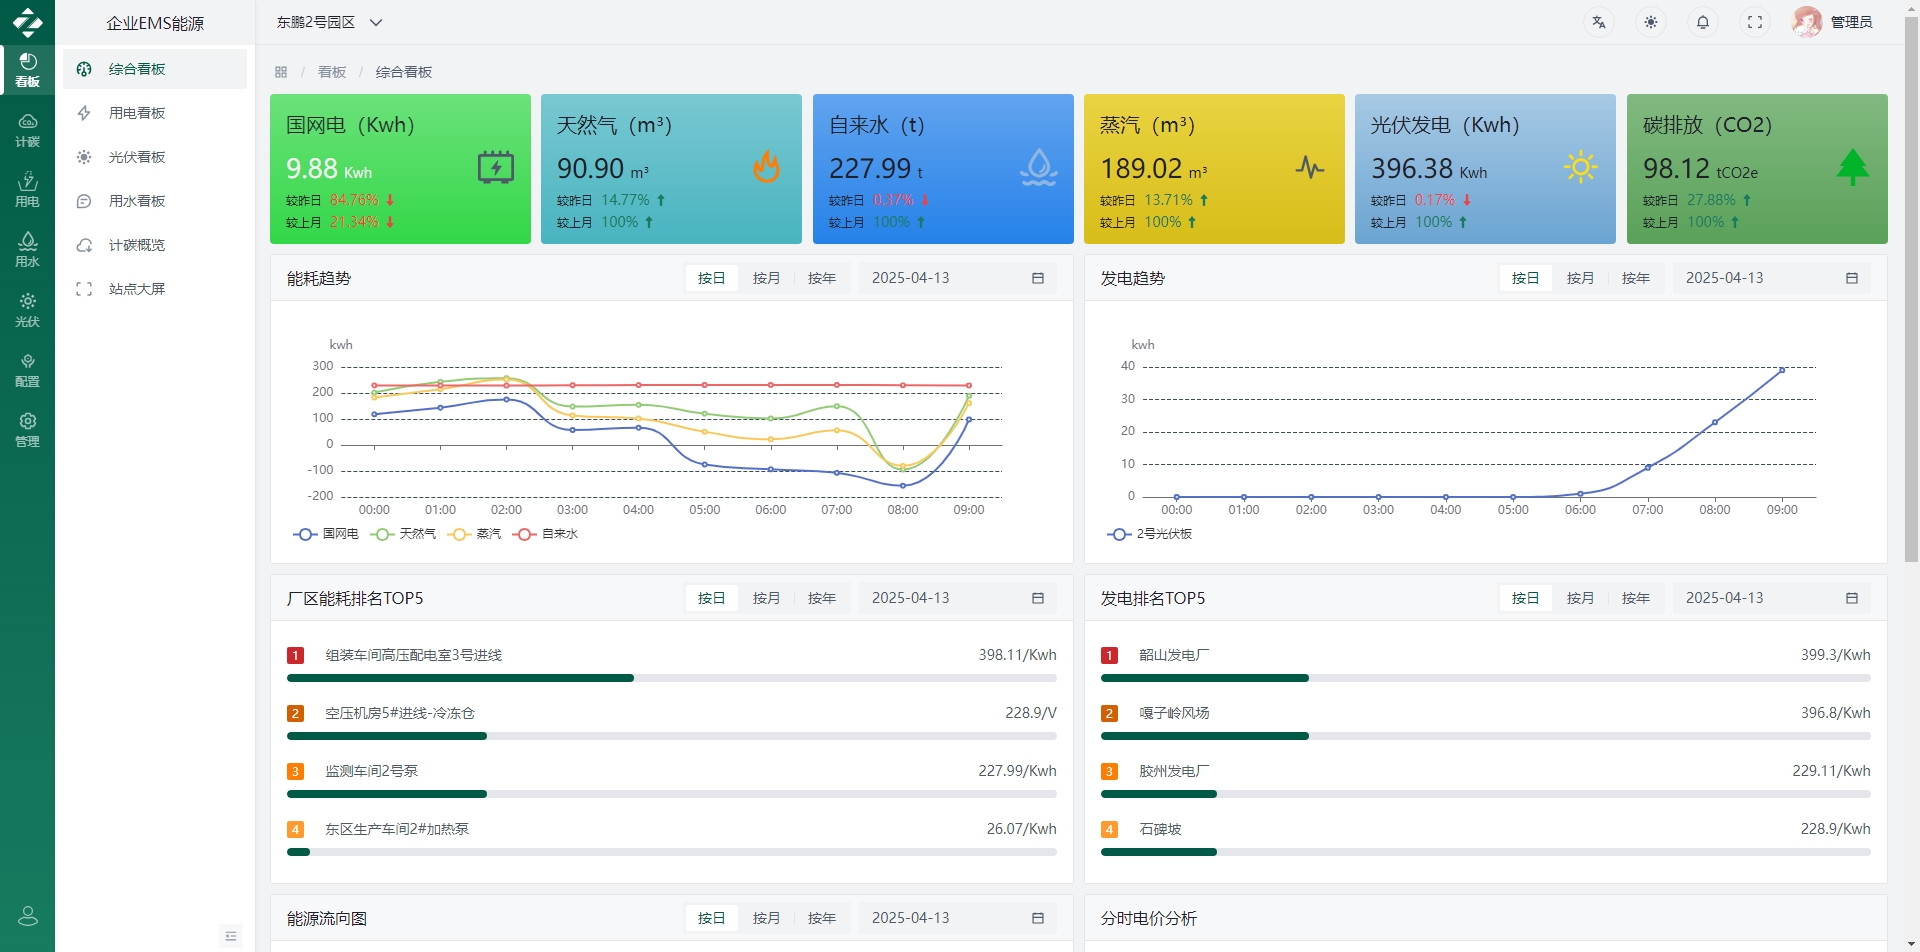 企业EMS能源
东鹏2号园区
管理员
看板
计碳
用电
用水
光伏
配置
管理
综合看板
用电看板
光伏看板
用水看板
计碳概览
站点大屏
/ 看板 / 综合看板
国网电（Kwh）
9.88 Kwh
较昨日 84.76%
较上月 21.34%
天然气（m³）
90.90 m³
较昨日 14.77%
较上月 100%
自来水（t）
227.99 t
较昨日 0.37%
较上月 100%
蒸汽（m³）
189.02 m³
较昨日 13.71%
较上月 100%
光伏发电（Kwh）
396.38 Kwh
较昨日 0.17%
较上月 100%
碳排放（CO2）
98.12 tCO2e
较昨日 27.88%
较上月 100%
能耗趋势 按日 按月 按年 2025-04-13
kwh
300
200
100
0
-100
-200
00:00 01:00 02:00 03:00 04:00 05:00 06:00 07:00 08:00 09:00
国网电 天然气 蒸汽 自来水
发电趋势 按日 按月 按年 2025-04-13
kwh
40
30
20
10
0
00:00 01:00 02:00 03:00 04:00 05:00 06:00 07:00 08:00 09:00
2号光伏板
厂区能耗排名TOP5 按日 按月 按年 2025-04-13
1 组装车间高压配电室3号进线 398.11/Kwh
2 空压机房5#进线-冷冻仓 228.9/V
3 监测车间2号泵 227.99/Kwh
4 东区生产车间2#加热泵 26.07/Kwh
发电排名TOP5 按日 按月 按年 2025-04-13
1 韶山发电厂 399.3/Kwh
2 嘎子岭风场 396.8/Kwh
3 胶州发电厂 229.11/Kwh
4 石碑坡 228.9/Kwh
能源流向图 按日 按月 按年 2025-04-13
分时电价分析